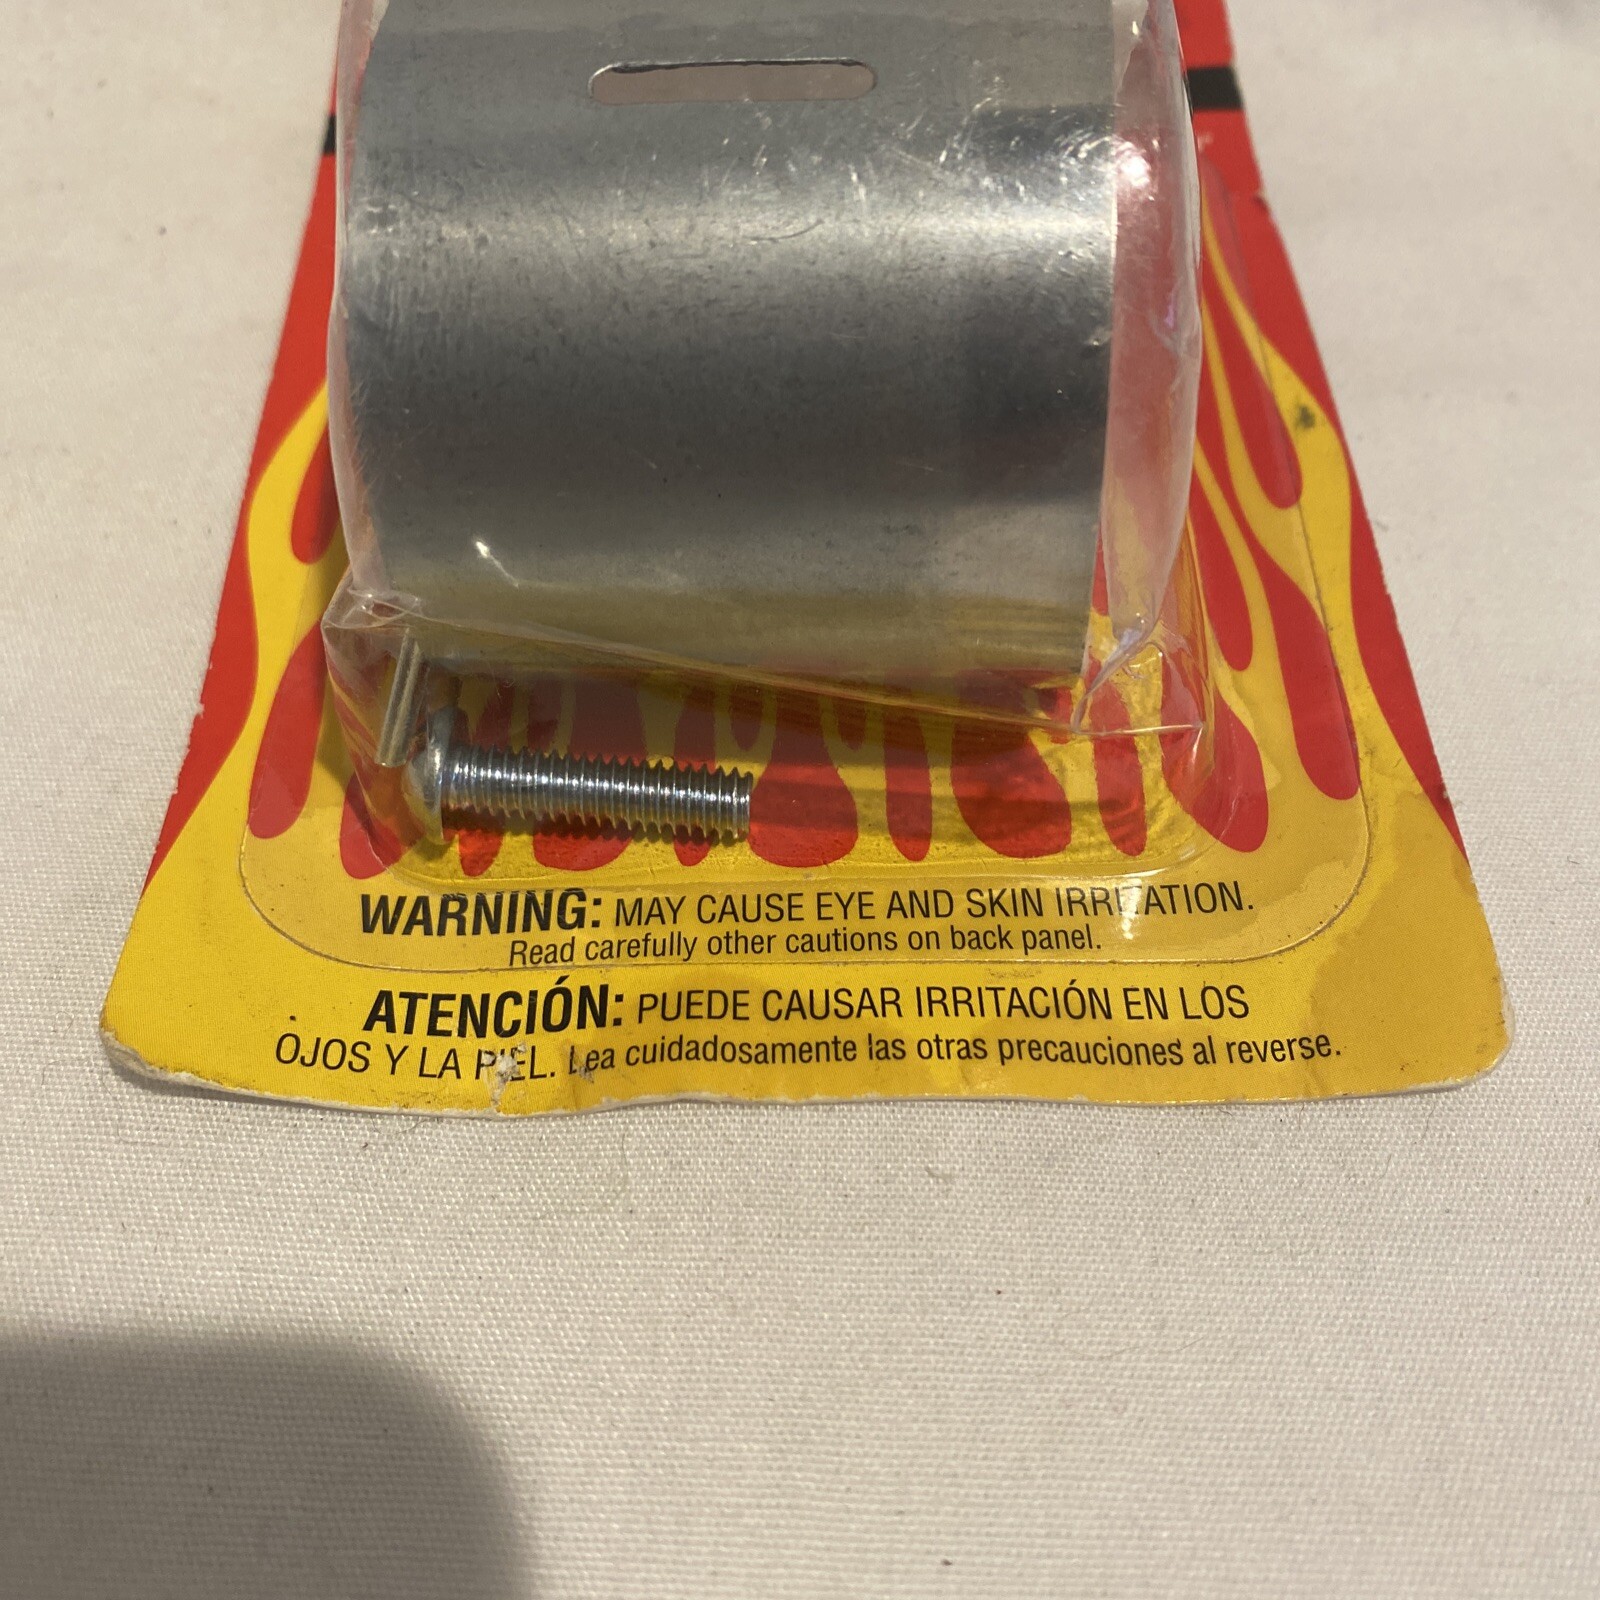 WARNING: MAY CAUSE EYE AND SKIN IRRITATION.
Read carefully other cautions on back panel.
ATENCIÓN: PUEDE CAUSAR IRRITACIÓN EN LOS
OJOS Y LA PIEL. Lea cuidadosamente las otras precauciones al reverse.